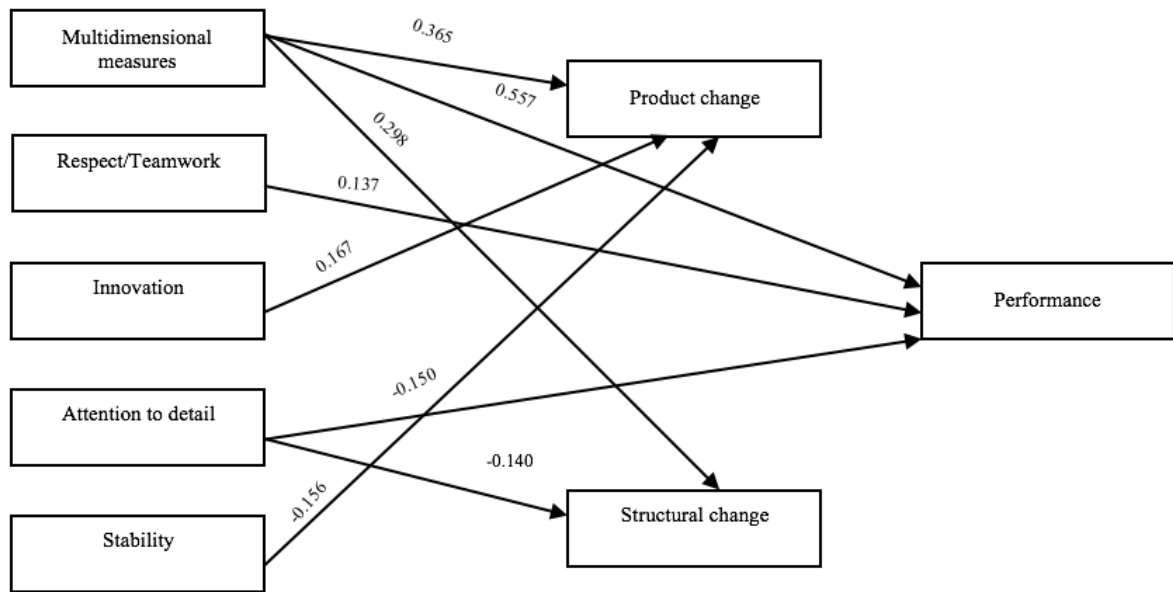 Multidimensional
measures
0.365
0.557
Product change
0.298
Respect/Teamwork
0.137
Innovation
0.167
Performance
Attention to detail
-0.150
-0.140
Stability
-0.156
Structural change